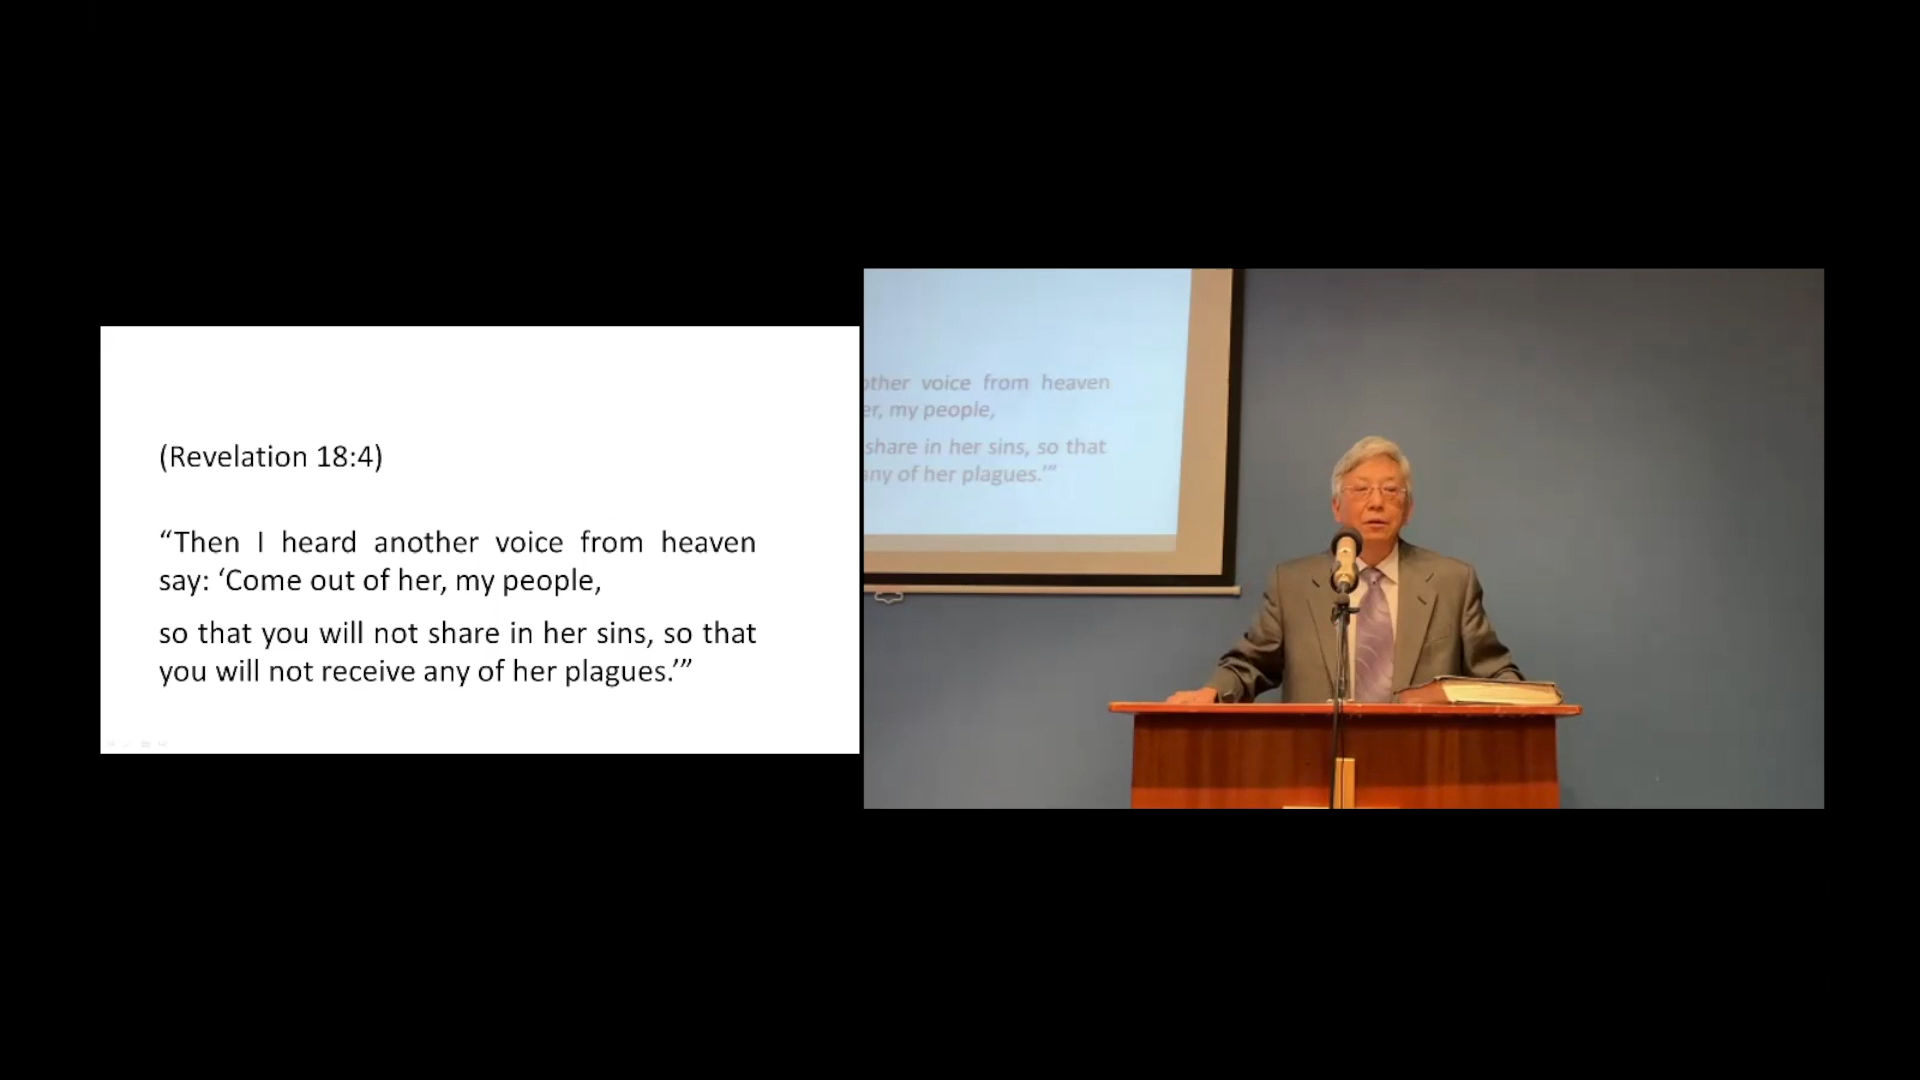 (Revelation 18:4)
“Then I heard another voice from heaven
say: ‘Come out of her, my people,
so that you will not share in her sins, so that
you will not receive any of her plagues.’”
other voice from heaven
er, my people,
share in her sins, so that
any of her plagues.’”